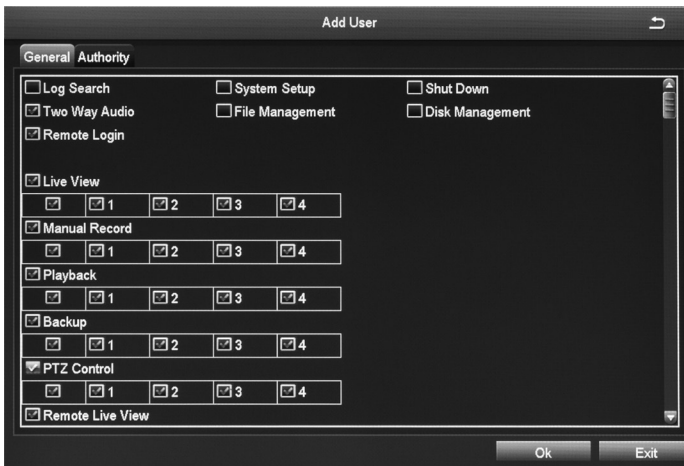 Add User
General Authority
Log Search System Setup Shut Down
Two Way Audio File Management Disk Management
Remote Login
Live View
1 2 3 4
Manual Record
1 2 3 4
Playback
1 2 3 4
Backup
1 2 3 4
PTZ Control
1 2 3 4
Remote Live View
Ok Exit